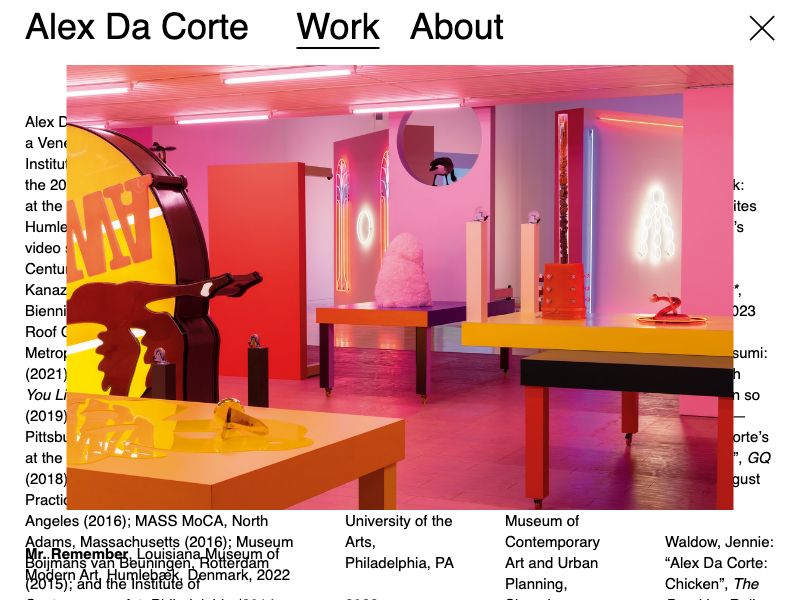 Alex Da Corte Work About
Alex D
a Vene
Institut
the 20
at the
Humle
video s
Centur
Kanaz
Bienni
Roof G
Metrop
(2021)
You Li
(2019)
Pittsbu
at the
(2018)
Practic
Angeles (2016); MASS MoCA, North
Adams, Massachusetts (2016); Museum
Boijmans van Beuningen, Rotterdam
(2015); and the Institute of
Mr. Remember, Louisiana Museum of
Modern Art, Humlebæk, Denmark, 2022
University of the
Arts,
Philadelphia, PA
Museum of
Contemporary
Art and Urban
Planning,
k:
ites
's
*,
023
sumi:
h
n so
—
orte's
", GQ
gust
Waldow, Jennie:
“Alex Da Corte:
Chicken”, The